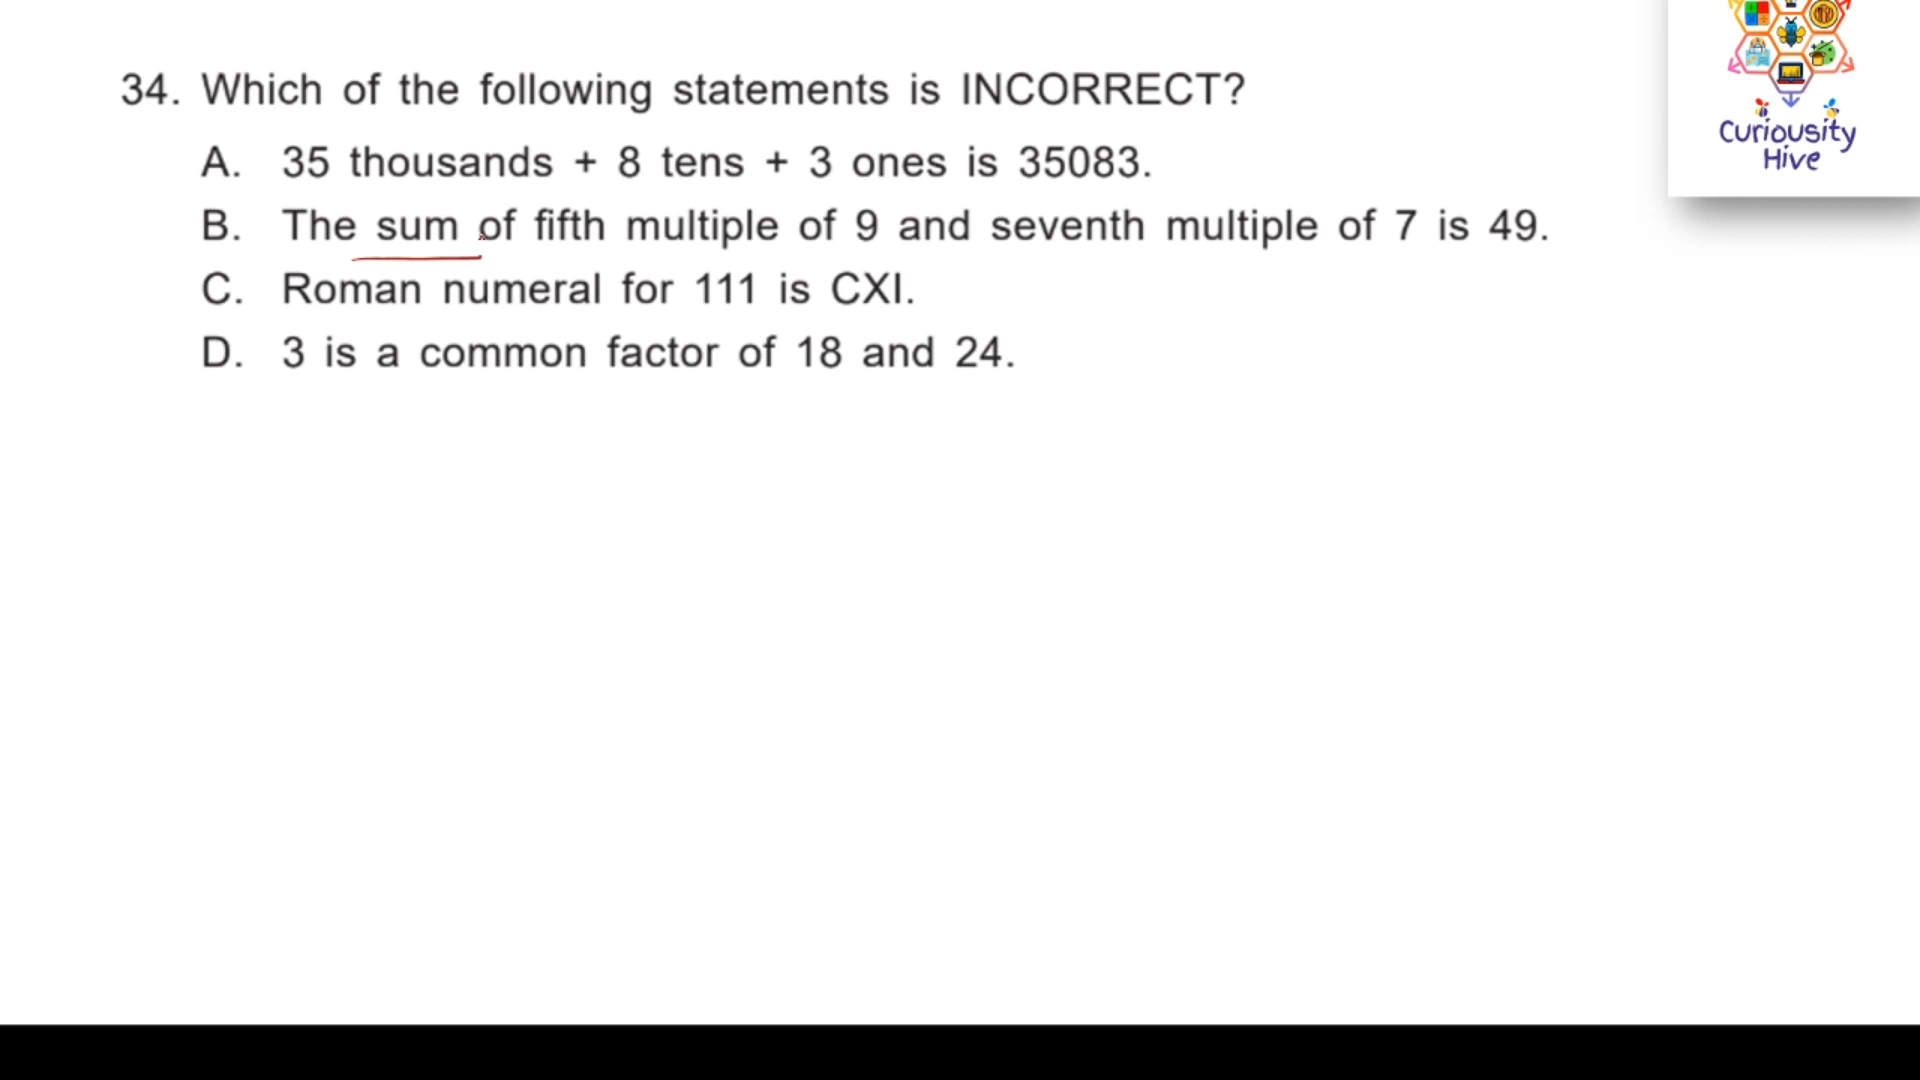 34. Which of the following statements is INCORRECT?
A. 35 thousands + 8 tens + 3 ones is 35083.
B. The sum of fifth multiple of 9 and seventh multiple of 7 is 49.
C. Roman numeral for 111 is CXI.
D. 3 is a common factor of 18 and 24.
Curiousity
Hive